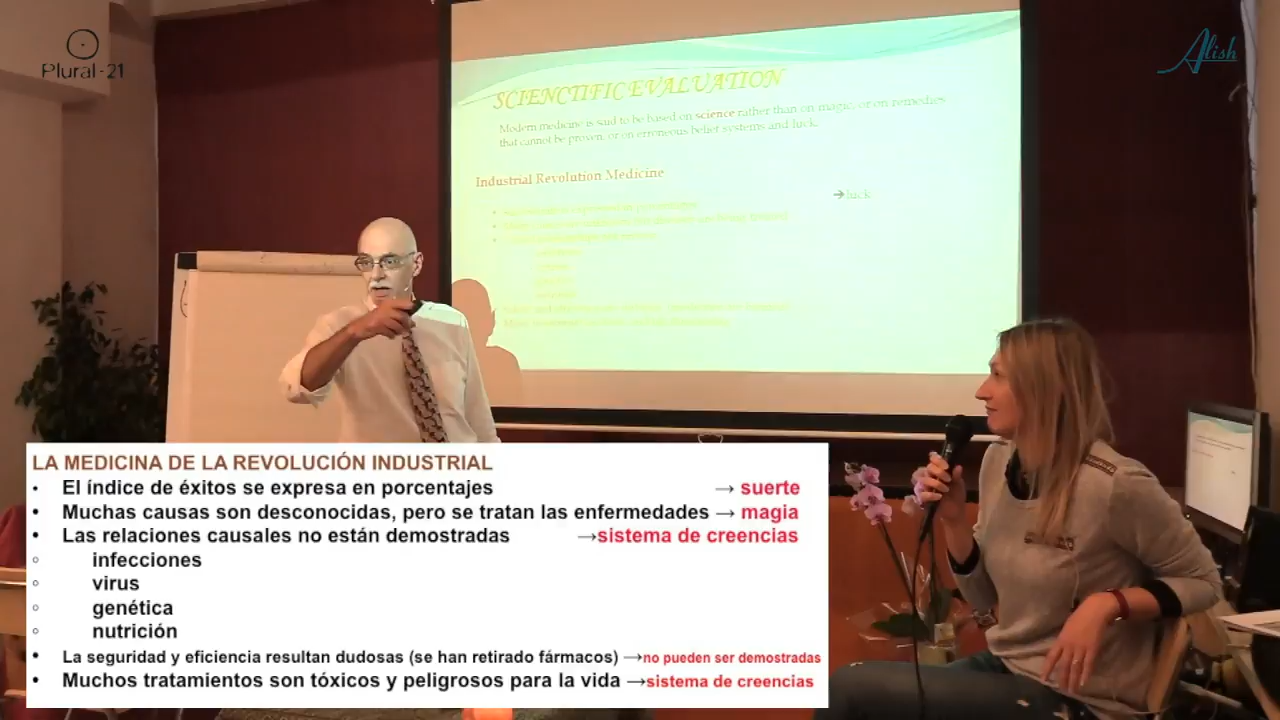 Plural-21
Alish
SCIENCTIFIC EVALUATION
Modern medicine is said to be based on science rather than on magic, or on remedies
that cannot be proven, or on erroneous belief systems and luck.
Industrial Revolution Medicine
➔luck
LA MEDICINA DE LA REVOLUCIÓN INDUSTRIAL
• El índice de éxitos se expresa en porcentajes → suerte
• Muchas causas son desconocidas, pero se tratan las enfermedades → magia
• Las relaciones causales no están demostradas →sistema de creencias
○ infecciones
○ virus
○ genética
○ nutrición
• La seguridad y eficiencia resultan dudosas (se han retirado fármacos) →no pueden ser demostradas
• Muchos tratamientos son tóxicos y peligrosos para la vida →sistema de creencias